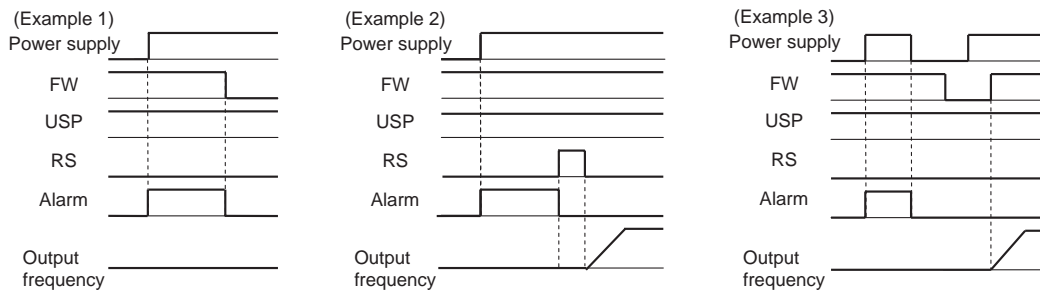 (Example 1)
Power supply
FW
USP
RS
Alarm
Output
frequency
(Example 2)
Power supply
FW
USP
RS
Alarm
Output
frequency
(Example 3)
Power supply
FW
USP
RS
Alarm
Output
frequency